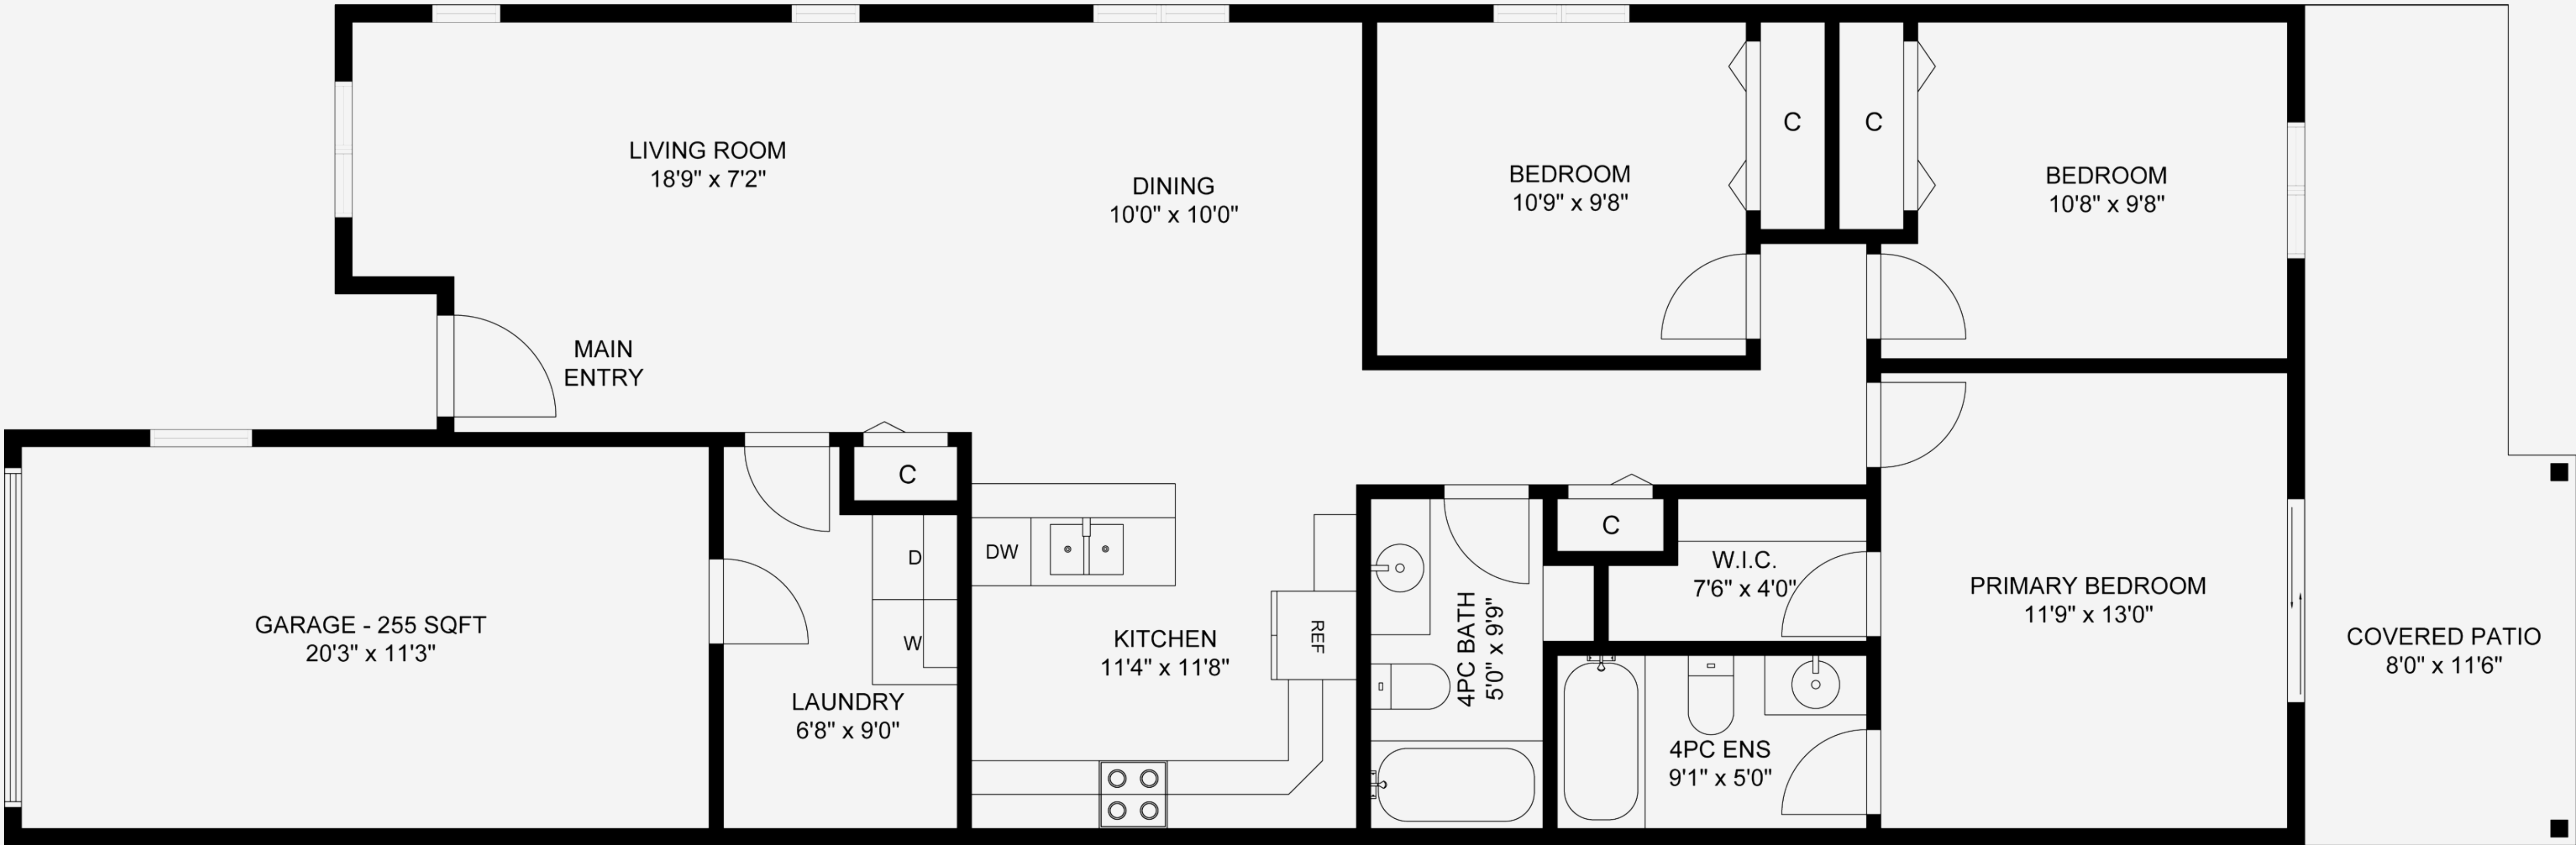 LIVING ROOM
18'9" x 7'2"
DINING
10'0" x 10'0"
BEDROOM
10'9" x 9'8"
C
C
BEDROOM
10'8" x 9'8"
MAIN
ENTRY
GARAGE - 255 SQFT
20'3" x 11'3"
C
D
W
LAUNDRY
6'8" x 9'0"
DW
KITCHEN
11'4" x 11'8"
REF
4PC BATH
5'0" x 9'9"
C
W.I.C.
7'6" x 4'0"
4PC ENS
9'1" x 5'0"
PRIMARY BEDROOM
11'9" x 13'0"
COVERED PATIO
8'0" x 11'6"